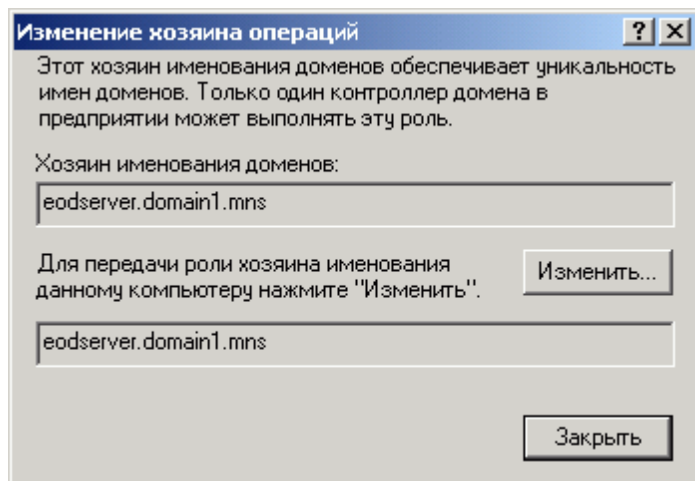 Изменение хозяина операций
Этот хозяин именования доменов обеспечивает уникальность
имен доменов. Только один контроллер домена в
предприятии может выполнять эту роль.
Хозяин именования доменов:
eodserver.domain1.mns
Для передачи роли хозяина именования
данному компьютеру нажмите "Изменить".
Изменить...
eodserver.domain1.mns
Закрыть